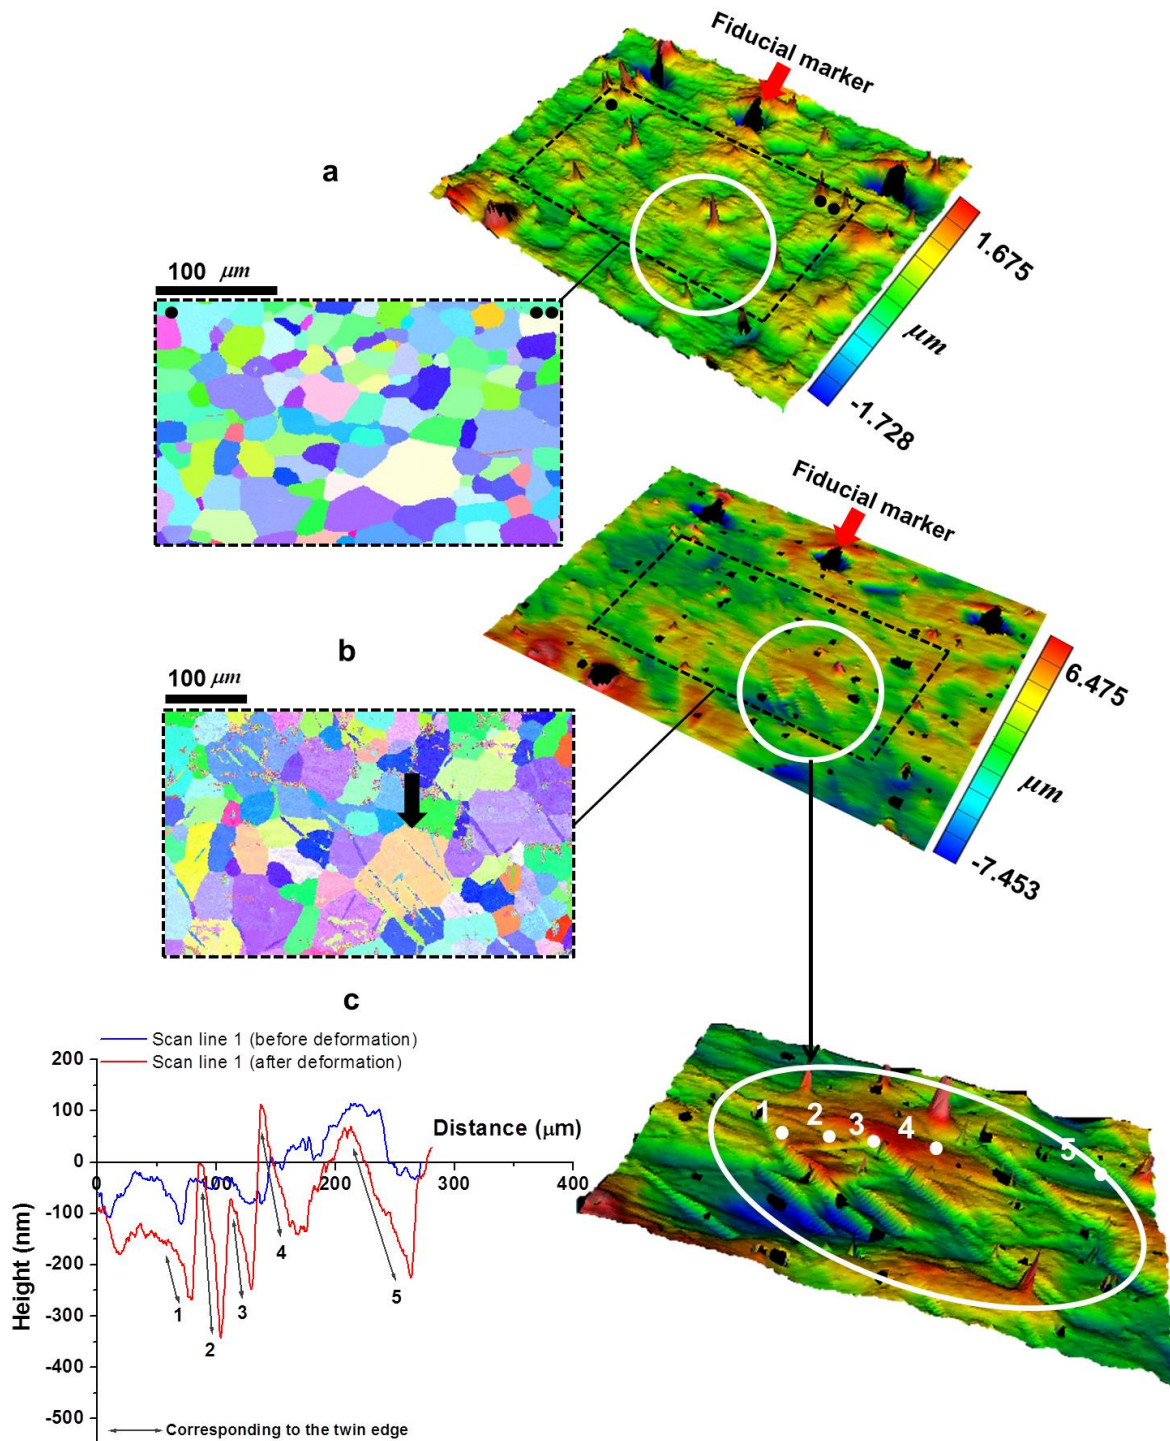 Fiducial marker
a
1.675
μm
-1.728
100 μm
Fiducial marker
b
6.475
μm
-7.453
100 μm
c
Scan line 1 (before deformation)
Scan line 1 (after deformation)
200
100
0
-100
-200
-300
-400
-500
Height (nm)
0
100
200
300
400
Distance (μm)
1
2
3
4
5
Corresponding to the twin edge
1
2
3
4
5